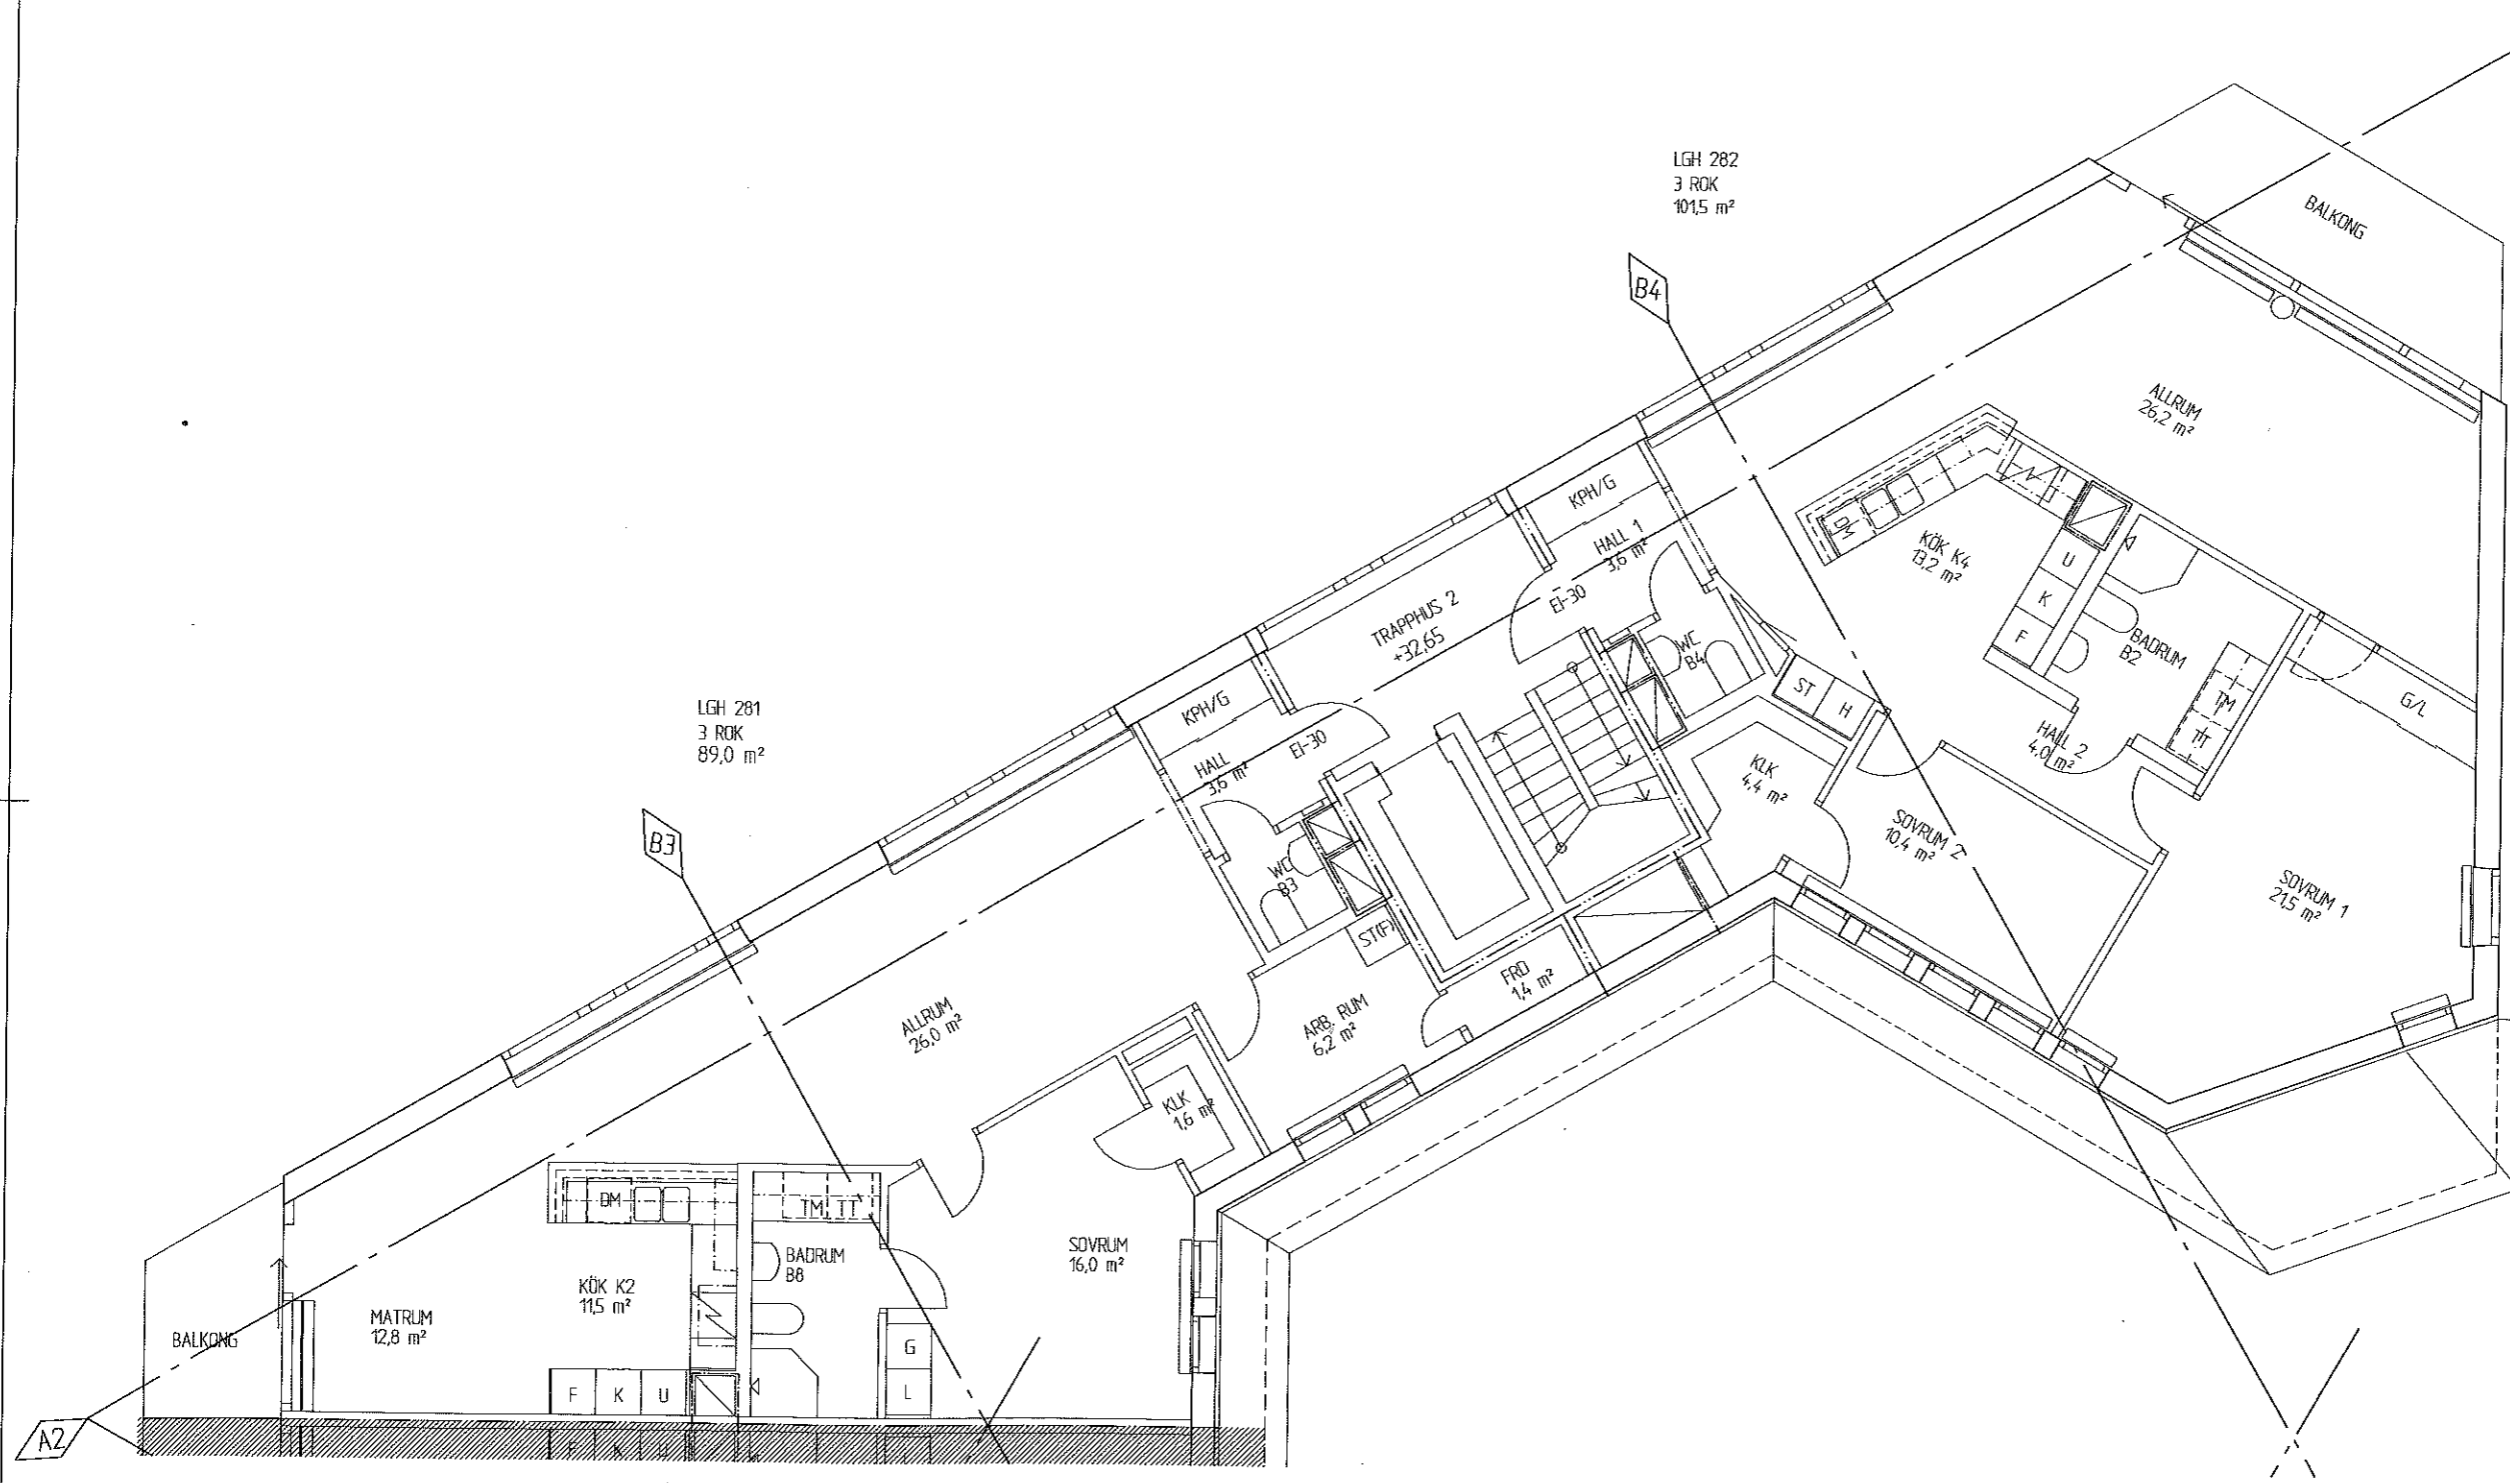 LGH 282
3 ROK
101,5 m²
BALKONG
B4
ALLRUM
26,2 m²
KPH/G
HALL 1
3,6 m²
EI-30
DM
KÖK K4
13,2 m²
U
K
F
BADRUM
B2
TM
TT
G/L
TRAPPHUS 2
+32,65
WC
B4
ST
H
HALL 2
4,0 m²
KLK
4,4 m²
SOVRUM 2
10,4 m²
SOVRUM 1
21,5 m²
LGH 281
3 ROK
89,0 m²
KPH/G
HALL
3,6 m²
EI-30
B3
WC
B3
ST(F)
FRD
1,4 m²
ARB. RUM
6,2 m²
ALLRUM
26,0 m²
KLK
1,6 m²
DM
TM TT
BADRUM
B8
SOVRUM
16,0 m²
KÖK K2
11,5 m²
MATRUM
12,8 m²
BALKONG
G
L
F K U
A2
F K U